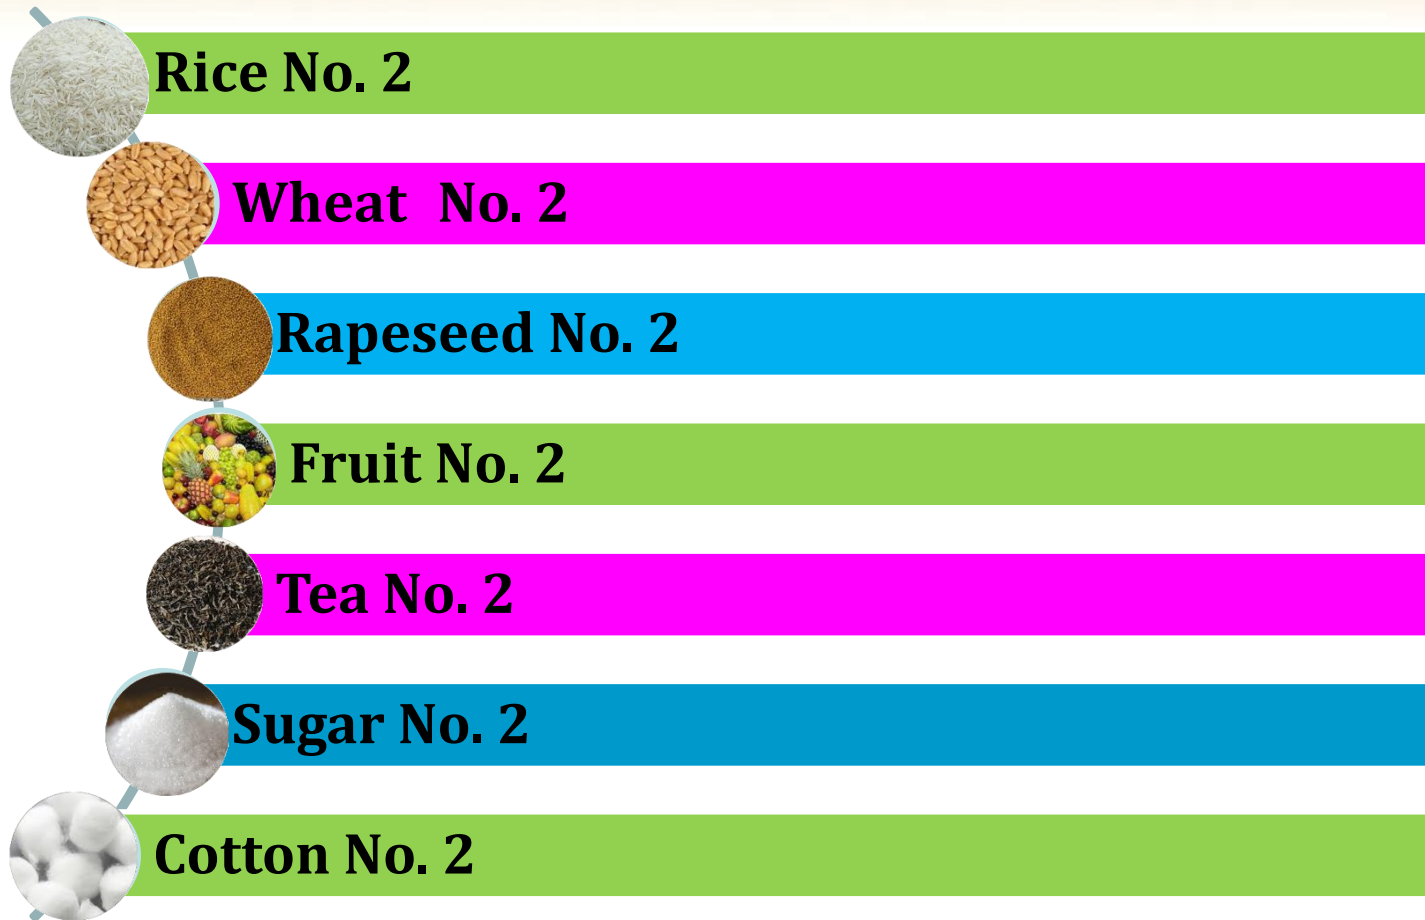 Rice No. 2
Wheat No. 2
Rapeseed No. 2
Fruit No. 2
Tea No. 2
Sugar No. 2
Cotton No. 2